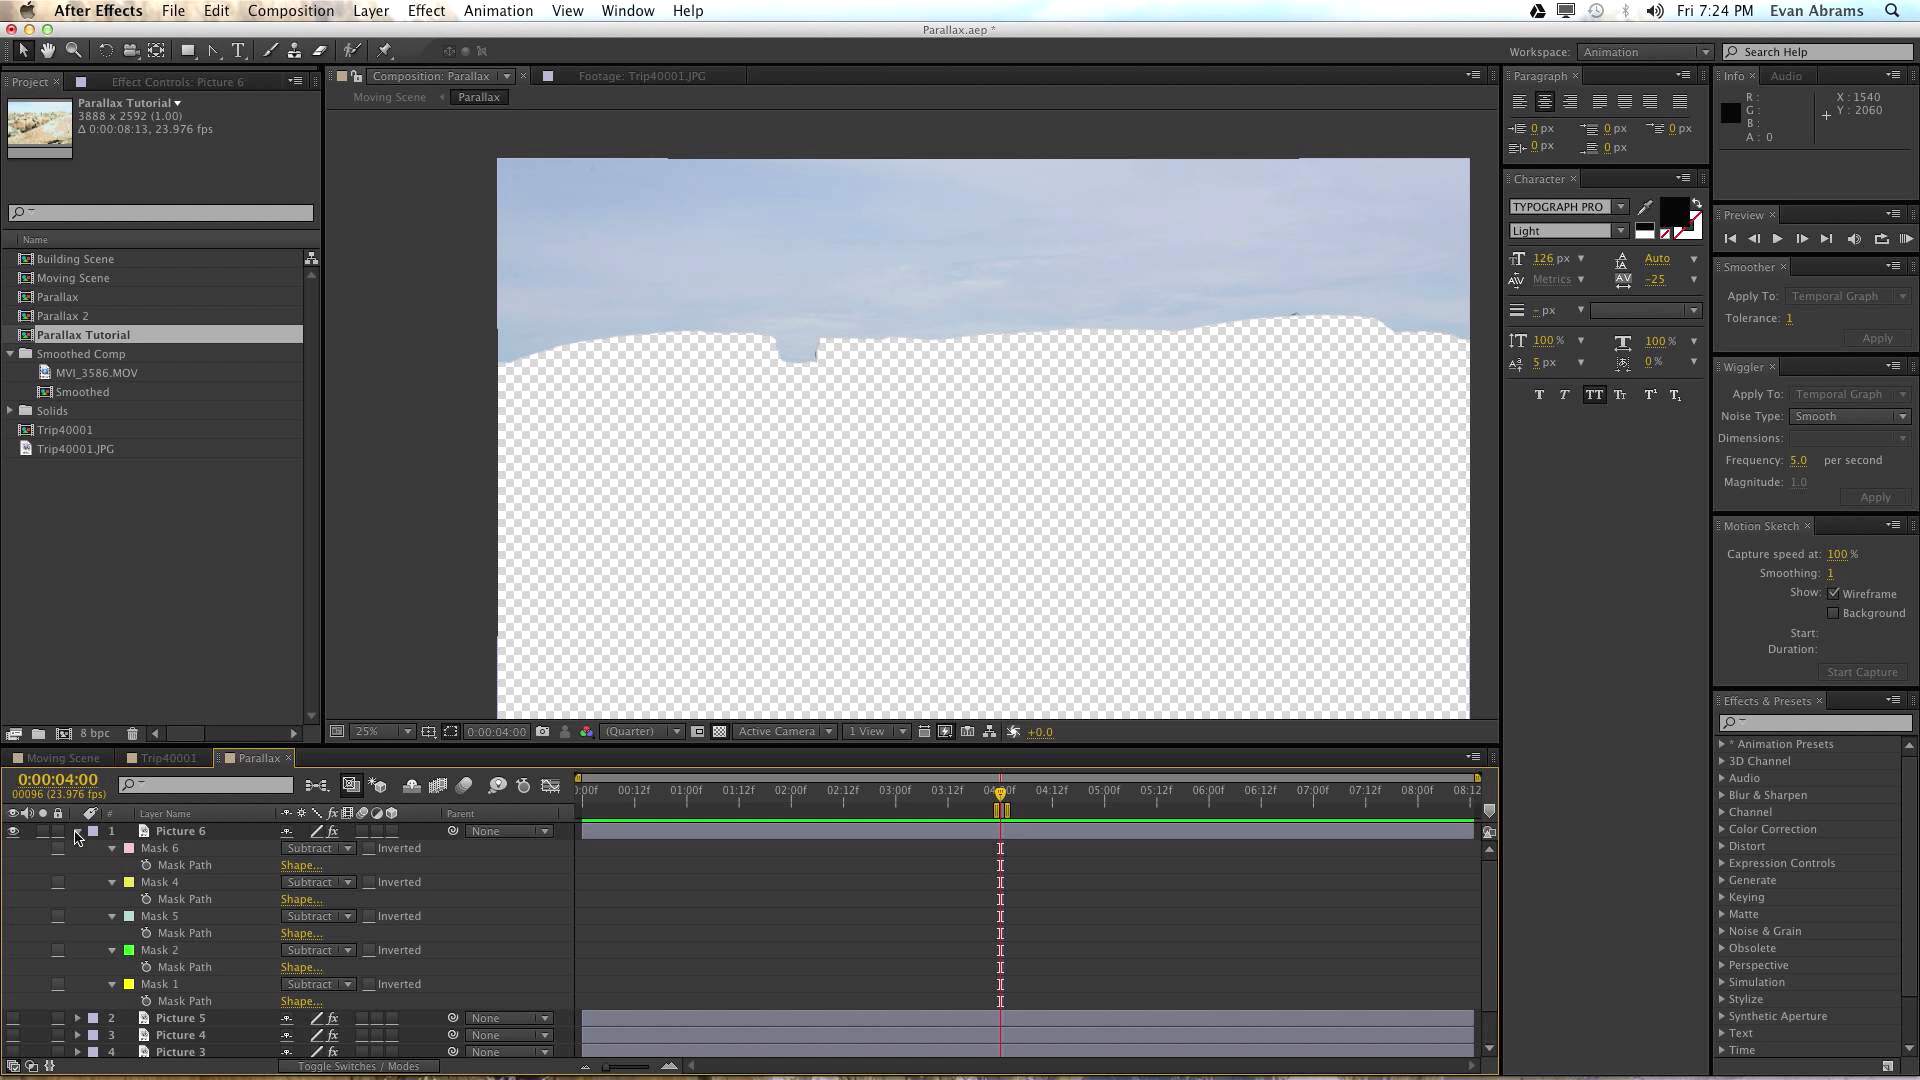 After Effects File Edit Composition Layer Effect Animation View Window Help Fri 7:24 PM Evan Abrams
Parallax.aep *
Workspace: Animation Search Help
Project Effect Controls: Picture 6
Parallax Tutorial
3888 x 2592 (1.00)
Δ 0:00:08:13, 23.976 fps
Name
Building Scene
Moving Scene
Parallax
Parallax 2
Parallax Tutorial
Smoothed Comp
MVI_3586.MOV
Smoothed
Solids
Trip40001
Trip40001.JPG
8 bpc
Composition: Parallax Footage: Trip40001.JPG
Moving Scene Parallax
25% 0:00:04:00 (Quarter) Active Camera 1 View +0.0
Paragraph
0 px 0 px 0 px
0 px 0 px
Character
TYPOGRAPH PRO
Light
126 px Auto
Metrics -25
- px
100 % 100 %
5 px 0 %
T T TT Tt T¹ T₁
Info Audio
R :
G :
B :
A : 0
X : 1540
Y : 2060
Preview
Smoother
Apply To: Temporal Graph
Tolerance: 1
Apply
Wiggler
Apply To: Temporal Graph
Noise Type: Smooth
Dimensions:
Frequency: 5.0 per second
Magnitude: 1.0
Apply
Motion Sketch
Capture speed at: 100 %
Smoothing: 1
Show: Wireframe
Background
Start:
Duration:
Start Capture
Effects & Presets
* Animation Presets
3D Channel
Audio
Blur & Sharpen
Channel
Color Correction
Distort
Expression Controls
Generate
Keying
Matte
Noise & Grain
Obsolete
Perspective
Simulation
Stylize
Synthetic Aperture
Text
Time
Moving Scene Trip40001 Parallax
0:00:04:00
00096 (23.976 fps)
):00f 00:12f 01:00f 01:12f 02:00f 02:12f 03:00f 03:12f 04:00f 04:12f 05:00f 05:12f 06:00f 06:12f 07:00f 07:12f 08:00f 08:12
# Layer Name Parent
1 Picture 6 None
Mask 6 Subtract Inverted
Mask Path Shape...
Mask 4 Subtract Inverted
Mask Path Shape...
Mask 5 Subtract Inverted
Mask Path Shape...
Mask 2 Subtract Inverted
Mask Path Shape...
Mask 1 Subtract Inverted
Mask Path Shape...
2 Picture 5 None
3 Picture 4 None
4 Picture 3 None
Toggle Switches / Modes